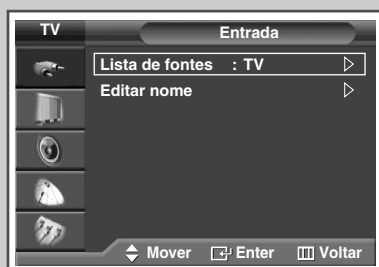 TV
Entrada
Lista de fontes : TV
Editar nome
Mover Enter Voltar